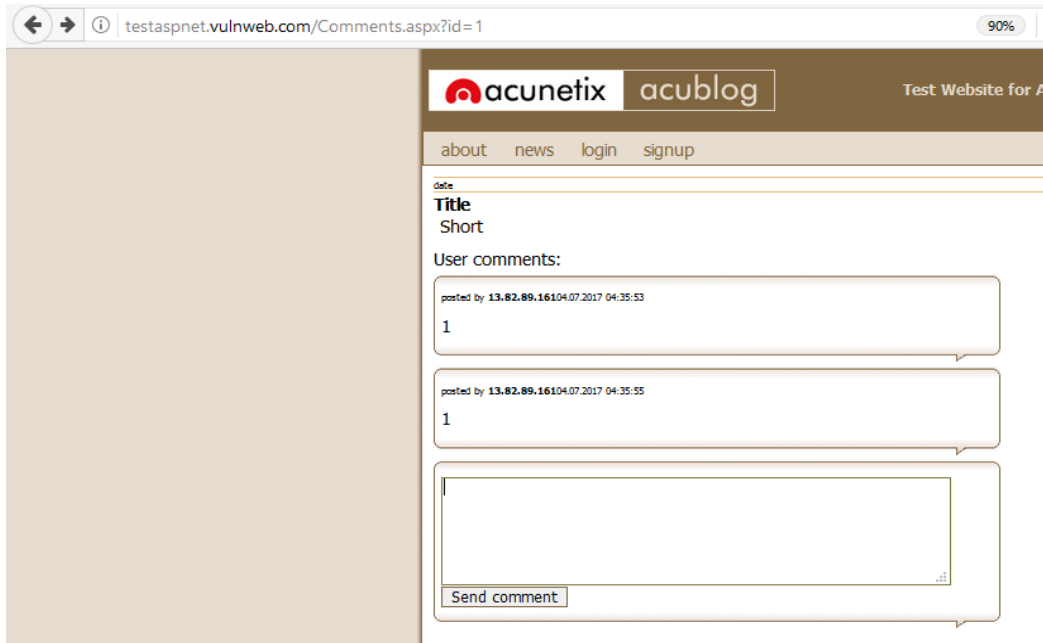 testaspnet.vulnweb.com/Comments.aspx?id=1 90%
acunetix acublog Test Website for A
about news login signup
date
Title
Short
User comments:
posted by 13.82.89.16104.07.2017 04:35:53
1
posted by 13.82.89.16104.07.2017 04:35:55
1
Send comment